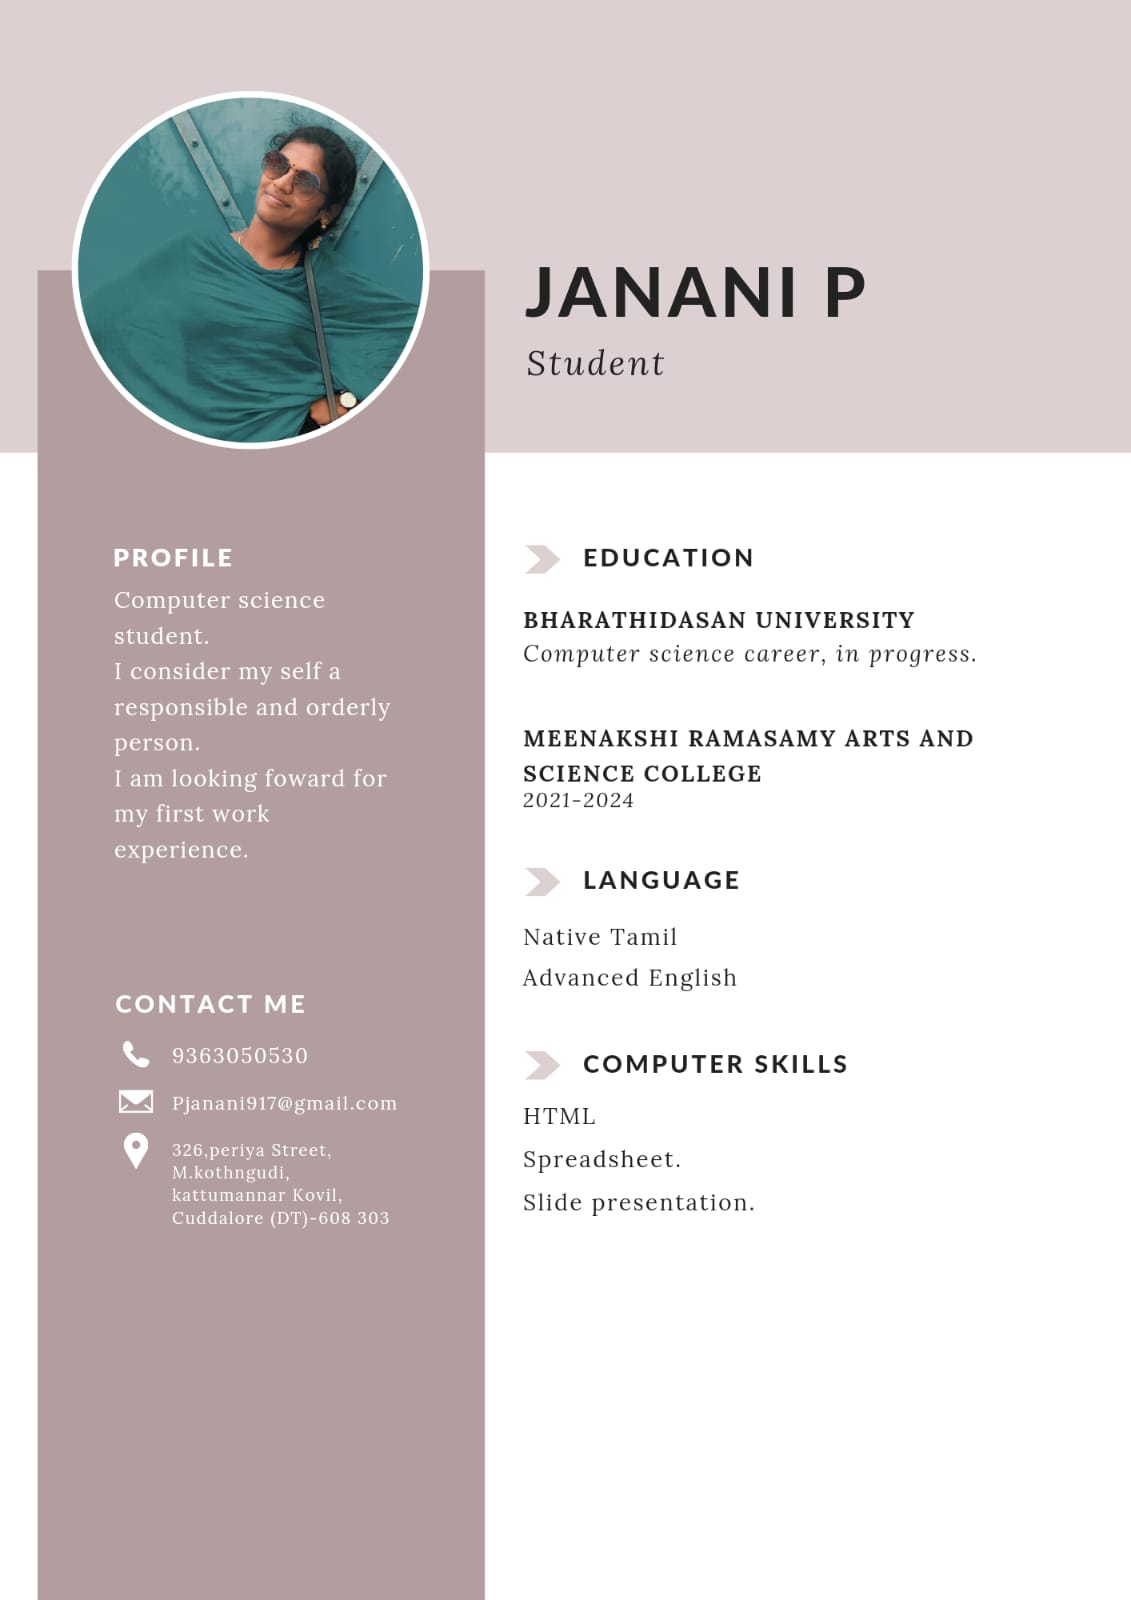 JANANI P
Student
PROFILE
Computer science
student.
I consider my self a
responsible and orderly
person.
I am looking foward for
my first work
experience.
CONTACT ME
9363050530
Pjanani917@gmail.com
326,periya Street,
M.kothngudi,
kattumannar Kovil,
Cuddalore (DT)-608 303
EDUCATION
BHARATHIDASAN UNIVERSITY
Computer science career, in progress.
MEENAKSHI RAMASAMY ARTS AND
SCIENCE COLLEGE
2021-2024
LANGUAGE
Native Tamil
Advanced English
COMPUTER SKILLS
HTML
Spreadsheet.
Slide presentation.